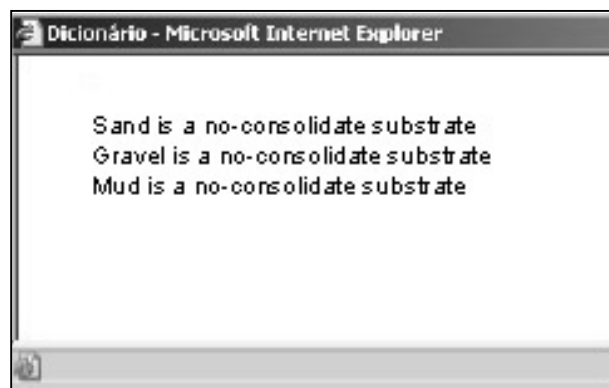 Dicionário - Microsoft Internet Explorer
Sand is a no-consolidate substrate
Gravel is a no-consolidate substrate
Mud is a no-consolidate substrate